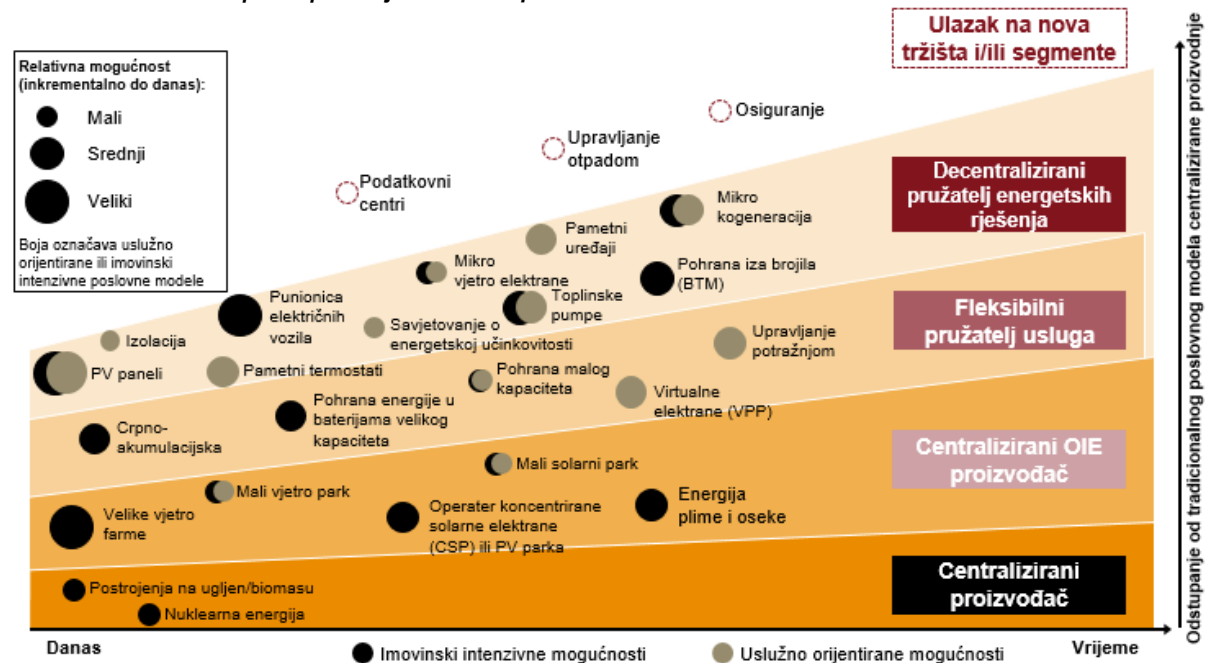 Ulazak na nova
tržišta i/ili segmente
Relativna mogućnost
(inkrementalno do danas):
Mali
Srednji
Veliki
Boja označava uslužno
orijentirane ili imovinski
intenzivne poslovne modele
Osiguranje
Upravljanje
otpadom
Podatkovni
centri
Decentralizirani
pružatelj energetskih
rješenja
Mikro
kogeneracija
Pametni
uređaji
Mikro
vjetro elektrane
Pohrana iza brojila
(BTM)
Punionica
električnih
vozila
Toplinske
pumpe
Savjetovanje o
energetskoj učinkovitosti
Izolacija
PV paneli
Pametni termostati
Fleksibilni
pružatelj usluga
Upravljanje
potražnjom
Pohrana malog
kapaciteta
Virtualne
elektrane (VPP)
Pohrana energije u
baterijama velikog
kapaciteta
Crpno-
akumulacijska
Centralizirani OIE
proizvođač
Mali solarni park
Mali vjetro park
Energija
plime i oseke
Operater koncentrirane
solarne elektrane
(CSP) ili PV parka
Velike vjetro
farme
Centralizirani
proizvođač
Postrojenja na ugljen/biomasu
Nuklearna energija
Odstupanje od tradicionalnog poslovnog modela centralizirane proizvodnje
Danas
Vrijeme
Imovinski intenzivne mogućnosti
Uslužno orijentirane mogućnosti